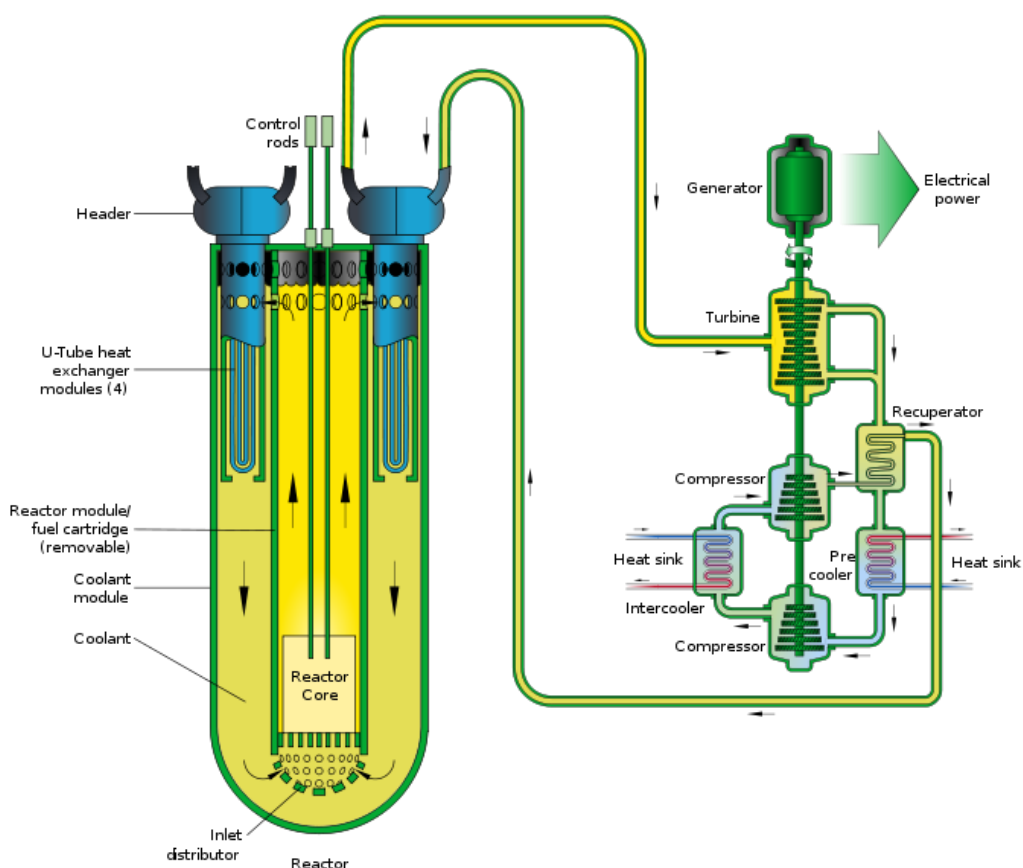 Control
rods
Header
Generator
Electrical
power
Turbine
U-Tube heat
exchanger
modules (4)
Recuperator
Compressor
Reactor module/
fuel cartridge
(removable)
Heat sink
Pre
cooler
Heat sink
Coolant
module
Intercooler
Coolant
Compressor
Reactor
Core
Inlet
distributor
Reactor